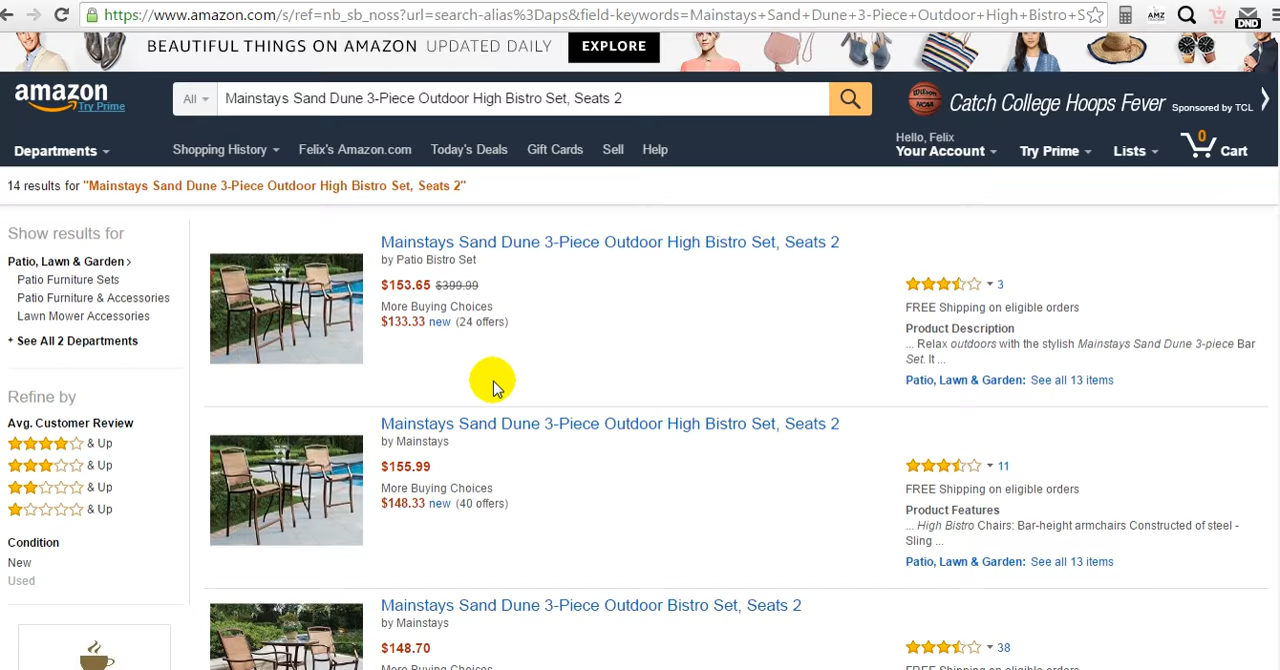 https://www.amazon.com/s/ref=nb_sb_noss?url=search-alias%3Daps&field-keywords=Mainstays+Sand+Dune+3-Piece+Outdoor+High+Bistro+S
AMZ
DND
BEAUTIFUL THINGS ON AMAZON UPDATED DAILY EXPLORE
amazon
Try Prime
All
Mainstays Sand Dune 3-Piece Outdoor High Bistro Set, Seats 2
Wilson
NCAA
Catch College Hoops Fever Sponsored by TCL
Departments
Shopping History
Felix's Amazon.com
Today's Deals
Gift Cards
Sell
Help
Hello, Felix
Your Account
Try Prime
Lists
0
Cart
14 results for "Mainstays Sand Dune 3-Piece Outdoor High Bistro Set, Seats 2"
Show results for
Patio, Lawn & Garden
Patio Furniture Sets
Patio Furniture & Accessories
Lawn Mower Accessories
+ See All 2 Departments
Refine by
Avg. Customer Review
& Up
& Up
& Up
& Up
Condition
New
Used
Mainstays Sand Dune 3-Piece Outdoor High Bistro Set, Seats 2
by Patio Bistro Set
$153.65 $399.99
More Buying Choices
$133.33 new (24 offers)
3
FREE Shipping on eligible orders
Product Description
... Relax outdoors with the stylish Mainstays Sand Dune 3-piece Bar
Set. It ...
Patio, Lawn & Garden: See all 13 items
Mainstays Sand Dune 3-Piece Outdoor High Bistro Set, Seats 2
by Mainstays
$155.99
More Buying Choices
$148.33 new (40 offers)
11
FREE Shipping on eligible orders
Product Features
... High Bistro Chairs: Bar-height armchairs Constructed of steel -
Sling ...
Patio, Lawn & Garden: See all 13 items
Mainstays Sand Dune 3-Piece Outdoor Bistro Set, Seats 2
by Mainstays
$148.70
More Buying Choices
38
FREE Shipping on eligible orders